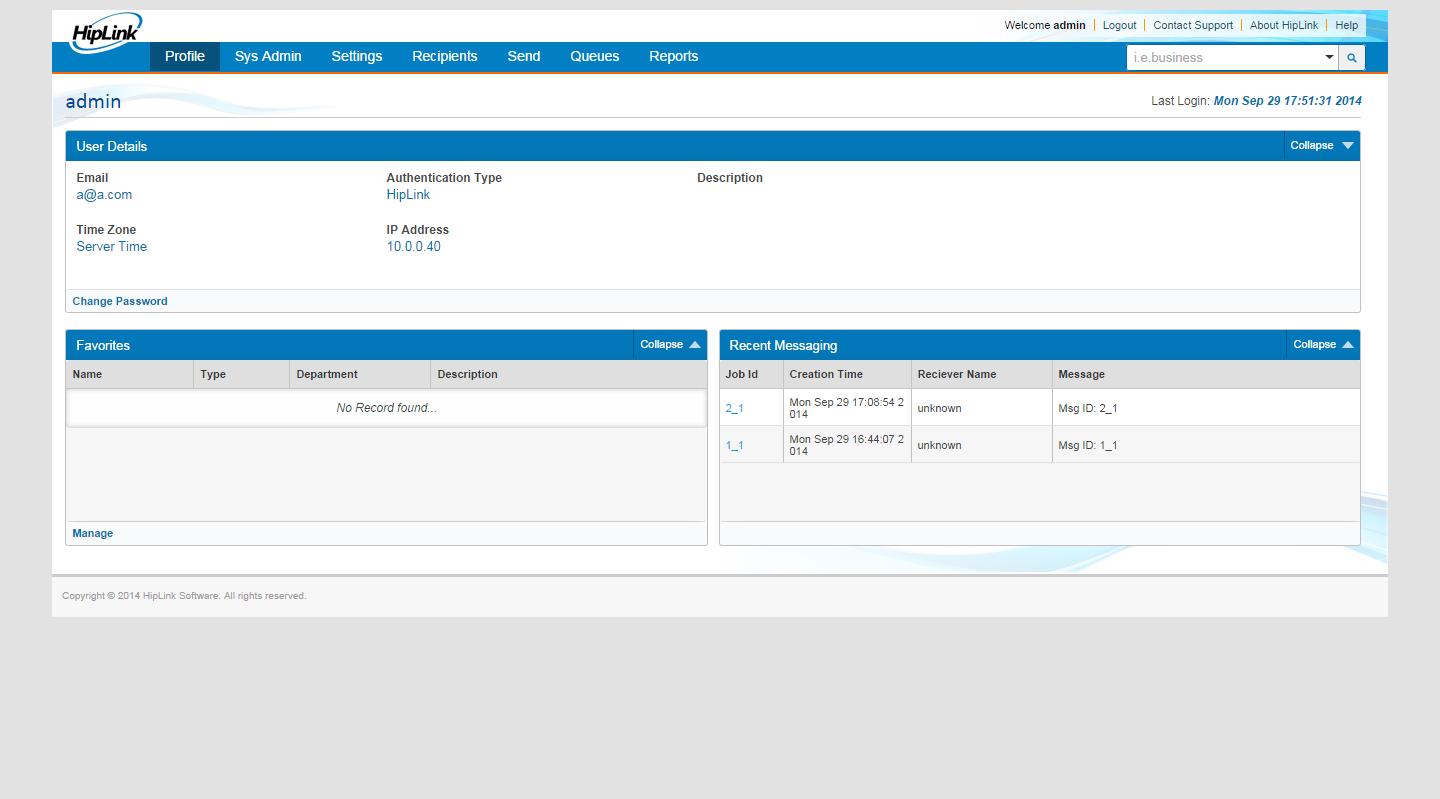 HipLink
Welcome admin Logout Contact Support About HipLink Help
Profile Sys Admin Settings Recipients Send Queues Reports i.e.business
admin Last Login: Mon Sep 29 17:51:31 2014
User Details Collapse
Email Authentication Type Description
a@a.com HipLink
Time Zone IP Address
Server Time 10.0.0.40
Change Password
Favorites Collapse
Name Type Department Description
No Record found...
Manage
Recent Messaging Collapse
Job Id Creation Time Reciever Name Message
2_1 Mon Sep 29 17:08:54 2 unknown Msg ID: 2_1
014
1_1 Mon Sep 29 16:44:07 2 unknown Msg ID: 1_1
014
Copyright © 2014 HipLink Software. All rights reserved.